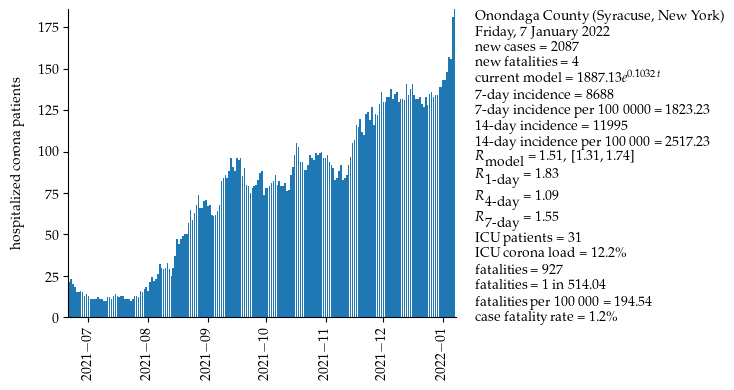 Onondaga County (Syracuse, New York)
Friday, 7 January 2022
new cases = 2087
new fatalities = 4
current model = 1887.13e^0.1032 t
7-day incidence = 8688
7-day incidence per 100 0000 = 1823.23
14-day incidence = 11995
14-day incidence per 100 000 = 2517.23
R_model = 1.51, [1.31, 1.74]
R_1-day = 1.83
R_4-day = 1.09
R_7-day = 1.55
ICU patients = 31
ICU corona load = 12.2%
fatalities = 927
fatalities = 1 in 514.04
fatalities per 100 000 = 194.54
case fatality rate = 1.2%
hospitalized corona patients
175
150
125
100
75
50
25
0
2021−07
2021−08
2021−09
2021−10
2021−11
2021−12
2022−01